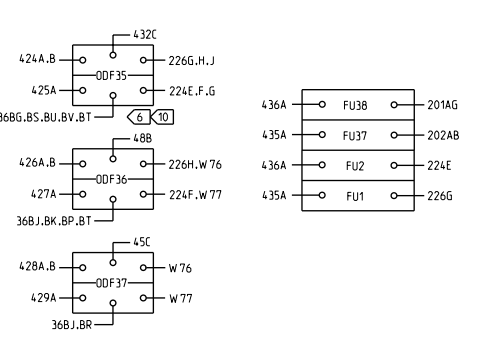 432C
424A.B 226G.H.J
ODF35
425A 224E.F.G
36BG.BS.BU.BV.BT 6 10
48B
426A.B 226H.W76
ODF36
427A 224F.W77
36BJ.BK.BP.BT
45C
428A.B W76
ODF37
429A W77
36BJ.BR
436A FU38 201AG
435A FU37 202AB
436A FU2 224E
435A FU1 226G